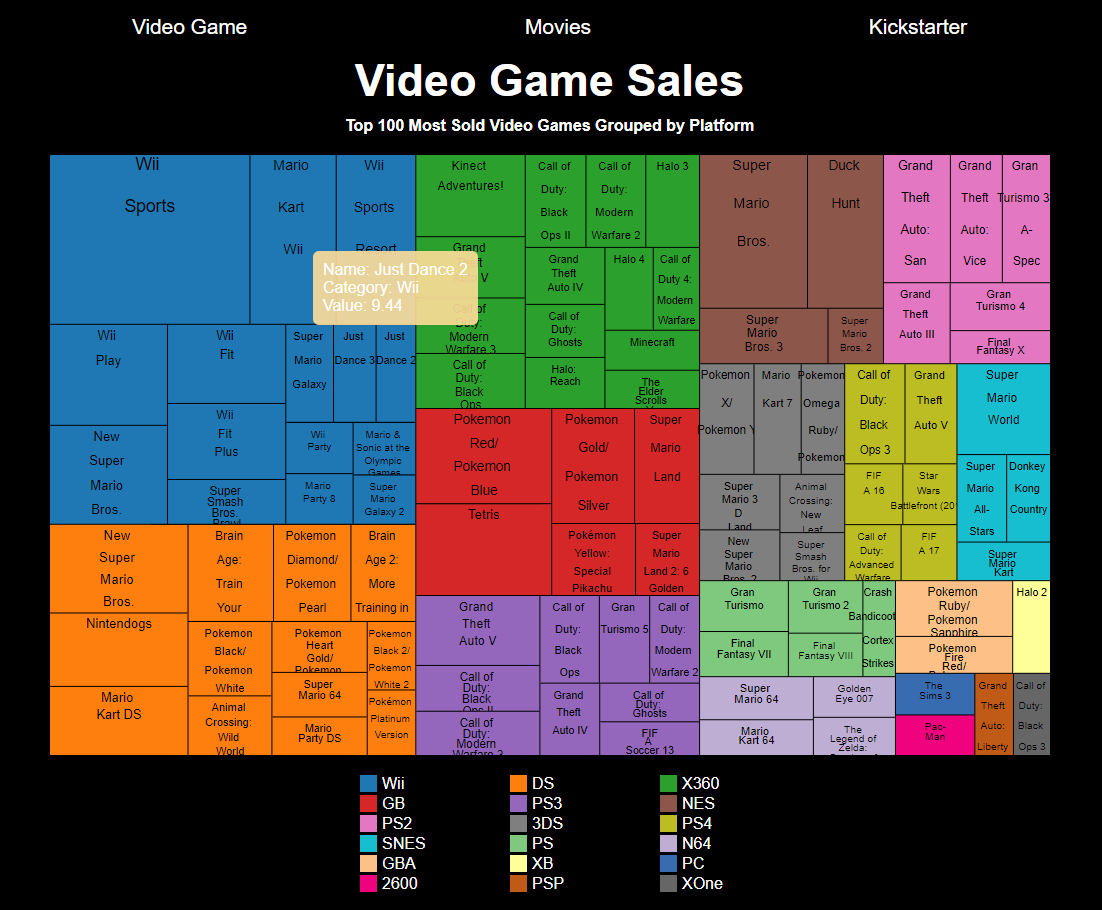 Video Game
Movies
Kickstarter
Video Game Sales
Top 100 Most Sold Video Games Grouped by Platform
Wii
Sports
Mario
Kart
Wii
Wii
Sports
Resort
Name: Just Dance 2
Category: Wii
Value: 9.44
Wii
Play
Wii
Fit
Super
Mario
Galaxy
Just
Dance 3
Just
Dance 2
New
Super
Mario
Bros.
Wii
Fit
Plus
Super
Smash
Bros.
Wii
Party
Mario &
Sonic at the
Olympic
Games
Mario
Party 8
Super
Mario
Galaxy 2
Kinect
Adventures!
Grand
Theft
Auto V
Call of
Duty:
Modern
Warfare 3
Call of
Duty:
Black
Ops
Call of
Duty:
Black
Ops II
Call of
Duty:
Modern
Warfare 2
Halo 3
Grand
Theft
Auto IV
Halo 4
Call of
Duty 4:
Modern
Warfare
Call of
Duty:
Ghosts
Halo:
Reach
Minecraft
The
Elder
Scrolls
Super
Mario
Bros.
Duck
Hunt
Super
Mario
Bros. 3
Super
Mario
Bros. 2
Grand
Theft
Auto:
San
Grand
Theft
Auto:
Vice
Gran
Turismo 3:
A-
Spec
Grand
Theft
Auto III
Gran
Turismo 4
Final
Fantasy X
Pokemon
Red/
Pokemon
Blue
Tetris
Pokemon
Gold/
Pokemon
Silver
Super
Mario
Land
Pokémon
Yellow:
Special
Pikachu
Super
Mario
Land 2: 6
Golden
Pokemon
X/
Pokemon Y
Mario
Kart 7
Pokemon
Omega
Ruby/
Pokemon
Super
Mario 3
D
Land
Animal
Crossing:
New
Leaf
New
Super
Mario
Bros. 2
Super
Smash
Bros. for
Wii
Call of
Duty:
Black
Ops 3
Grand
Theft
Auto V
FIF
A 16
Star
Wars
Battlefront (20
Call of
Duty:
Advanced
Warfare
FIF
A 17
Super
Mario
World
Super
Mario
All-
Stars
Donkey
Kong
Country
Super
Mario
Kart
New
Super
Mario
Bros.
Nintendogs
Mario
Kart DS
Brain
Age:
Train
Your
Pokemon
Diamond/
Pokemon
Pearl
Brain
Age 2:
More
Training in
Pokemon
Black/
Pokemon
White
Pokemon
Heart
Gold/
Pokemon
Pokemon
Black 2/
Pokemon
White 2
Animal
Crossing:
Wild
World
Super
Mario 64
Mario
Party DS
Pokémon
Platinum
Version
Grand
Theft
Auto V
Call of
Duty:
Black
Ops II
Call of
Duty:
Modern
Warfare 3
Call of
Duty:
Black
Ops
Gran
Turismo 5
Call of
Duty:
Modern
Warfare 2
Grand
Theft
Auto IV
Call of
Duty:
Ghosts
FIF
A
Soccer 13
Gran
Turismo
Gran
Turismo 2
Crash
Bandicoot
Cortex
Strikes
Final
Fantasy VII
Final
Fantasy VIII
Super
Mario 64
Golden
Eye 007
Mario
Kart 64
The
Legend of
Zelda:
Pokemon
Ruby/
Pokemon
Sapphire
Pokemon
Fire
Red/
Halo 2
The
Sims 3
Pac-
Man
Grand
Theft
Auto:
Liberty
Call of
Duty:
Black
Ops 3
Wii
DS
X360
GB
PS3
NES
PS2
3DS
PS4
SNES
PS
N64
GBA
XB
PC
2600
PSP
XOne